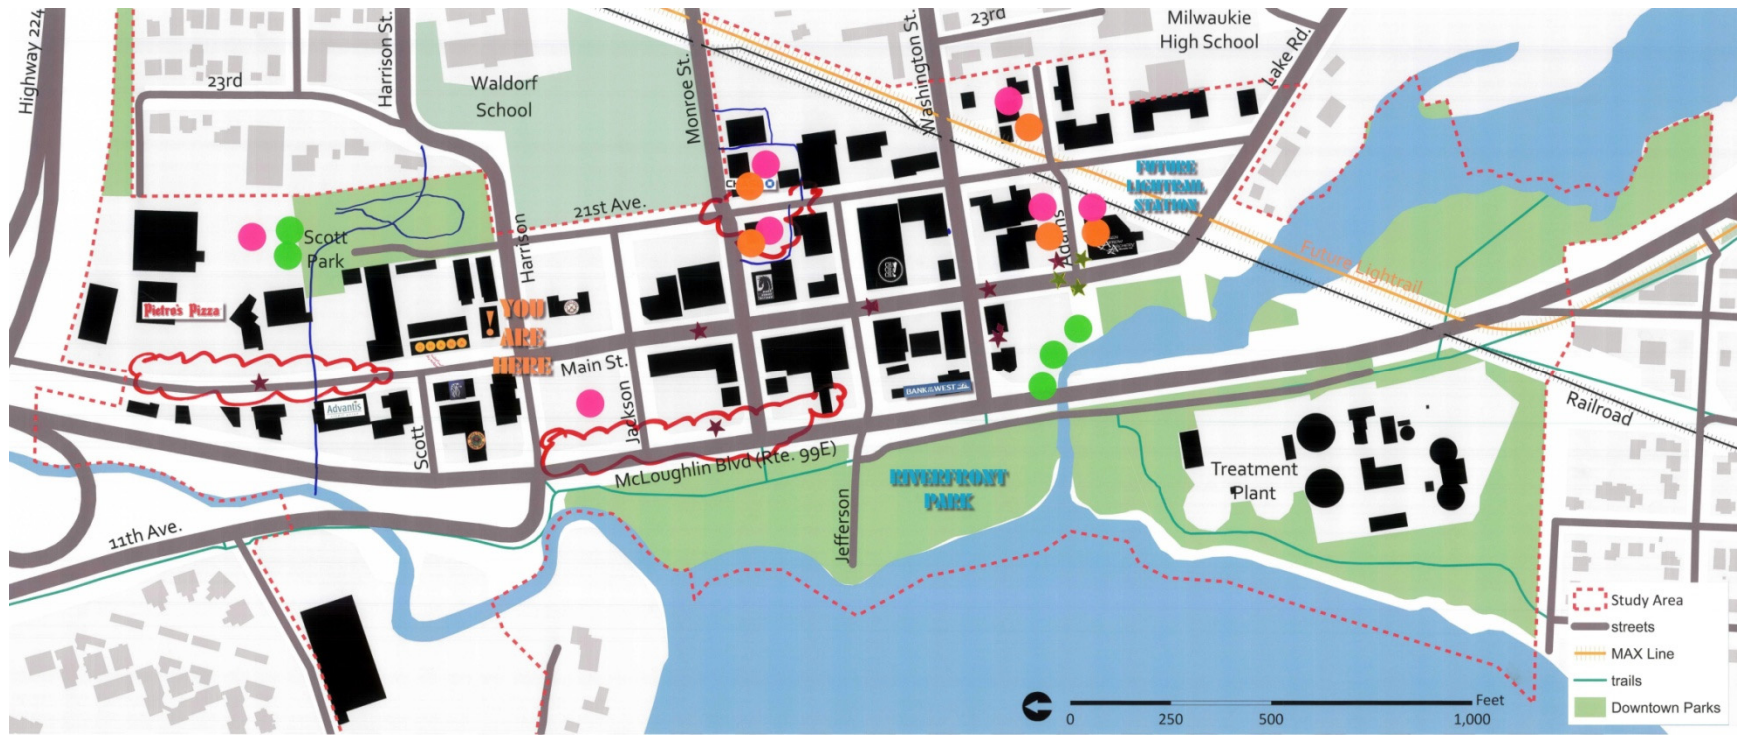 Highway 224
23rd
Harrison St.
Waldorf
School
Monroe St.
Washington St.
23rd
Milwaukie
High School
Lake Rd.
21st Ave.
Harrison
Scott
Park
Pietro's Pizza
!
YOU
ARE
HERE
FUTURE
LIGHTRAIL
STATION
Adams
Future Lightrail
Main St.
Jackson
Advantis
Scott
BANK OF THE WEST
McLoughlin Blvd (Rte. 99E)
RIVERFRONT
PARK
Jefferson
Treatment
Plant
Railroad
11th Ave.
Study Area
streets
MAX Line
trails
Downtown Parks
Feet
0 250 500 1,000